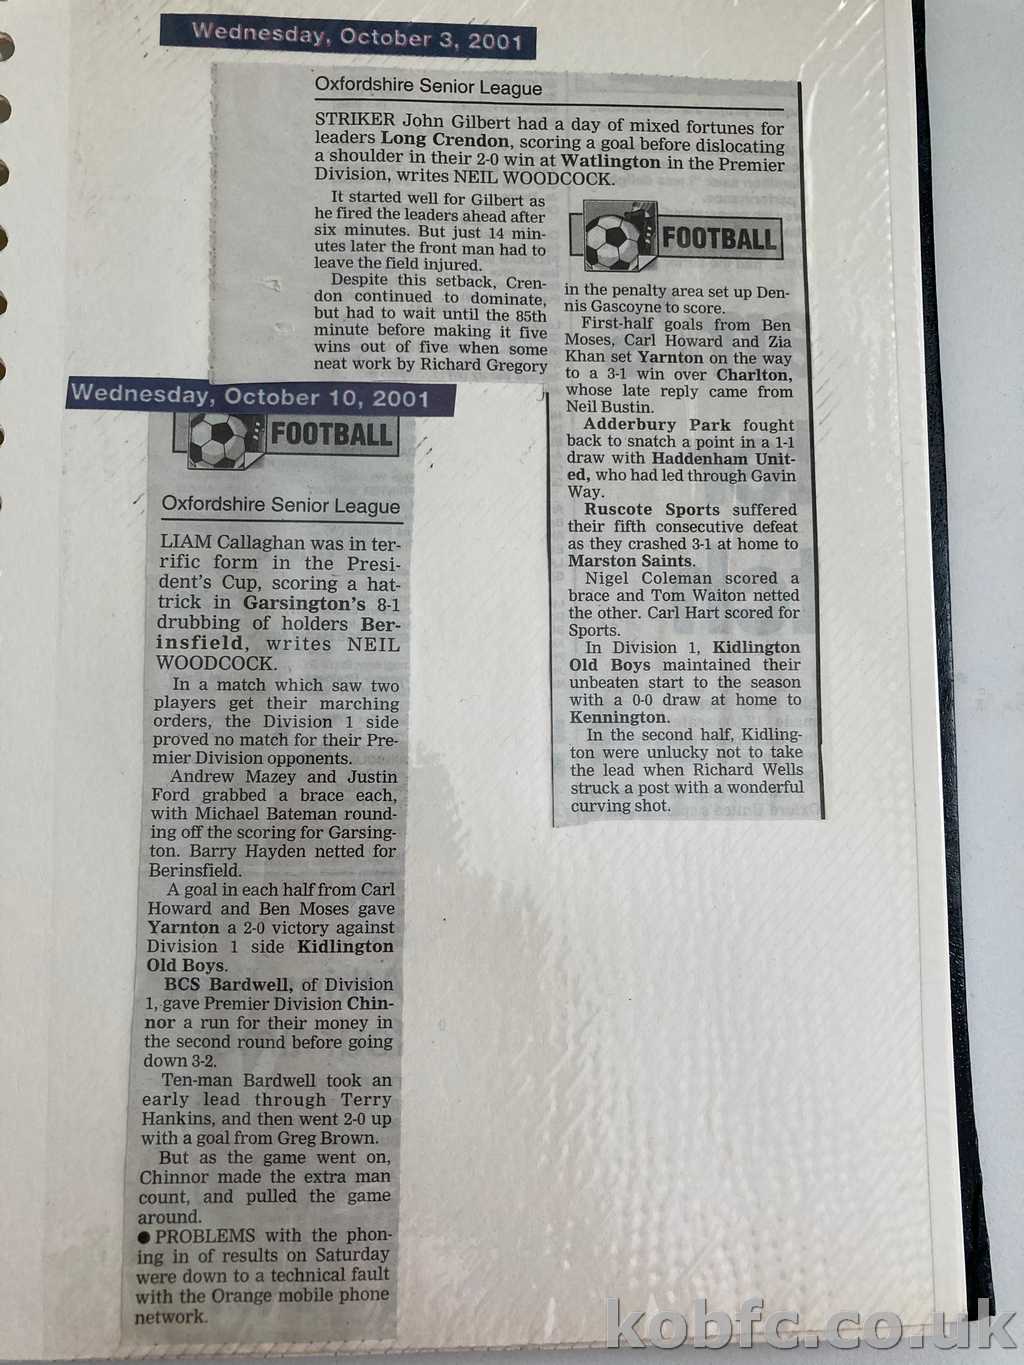 Wednesday, October 3, 2001
Oxfordshire Senior League
STRIKER John Gilbert had a day of mixed fortunes for
leaders Long Crendon, scoring a goal before dislocating
a shoulder in their 2-0 win at Watlington in the Premier
Division, writes NEIL WOODCOCK.
It started well for Gilbert as
he fired the leaders ahead after
six minutes. But just 14 min-
utes later the front man had to
leave the field injured.
Despite this setback, Cren-
don continued to dominate,
but had to wait until the 85th
minute before making it five
wins out of five when some
neat work by Richard Gregory
FOOTBALL
in the penalty area set up Den-
nis Gascoyne to score.
First-half goals from Ben
Moses, Carl Howard and Zia
Khan set Yarnton on the way
to a 3-1 win over Charlton,
whose late reply came from
Neil Bustin.
Adderbury Park fought
back to snatch a point in a 1-1
draw with Haddenham Unit-
ed, who had led through Gavin
Way.
Ruscote Sports suffered
their fifth consecutive defeat
as they crashed 3-1 at home to
Marston Saints.
Nigel Coleman scored a
brace and Tom Waiton netted
the other. Carl Hart scored for
Sports.
In Division 1, Kidlington
Old Boys maintained their
unbeaten start to the season
with a 0-0 draw at home to
Kennington.
In the second half, Kidling-
ton were unlucky not to take
the lead when Richard Wells
struck a post with a wonderful
curving shot.
Wednesday, October 10, 2001
FOOTBALL
Oxfordshire Senior League
LIAM Callaghan was in ter-
rific form in the Presi-
dent's Cup, scoring a hat-
trick in Garsington's 8-1
drubbing of holders Ber-
insfield, writes NEIL
WOODCOCK.
In a match which saw two
players get their marching
orders, the Division 1 side
proved no match for their Pre-
mier Division opponents.
Andrew Mazey and Justin
Ford grabbed a brace each,
with Michael Bateman round-
ing off the scoring for Garsing-
ton. Barry Hayden netted for
Berinsfield.
A goal in each half from Carl
Howard and Ben Moses gave
Yarnton a 2-0 victory against
Division 1 side Kidlington
Old Boys.
BCS Bardwell, of Division
1, gave Premier Division Chin-
nor a run for their money in
the second round before going
down 3-2.
Ten-man Bardwell took an
early lead through Terry
Hankins, and then went 2-0 up
with a goal from Greg Brown.
But as the game went on,
Chinnor made the extra man
count, and pulled the game
around.
● PROBLEMS with the phon-
ing in of results on Saturday
were down to a technical fault
with the Orange mobile phone
network.
kobfc.co.uk